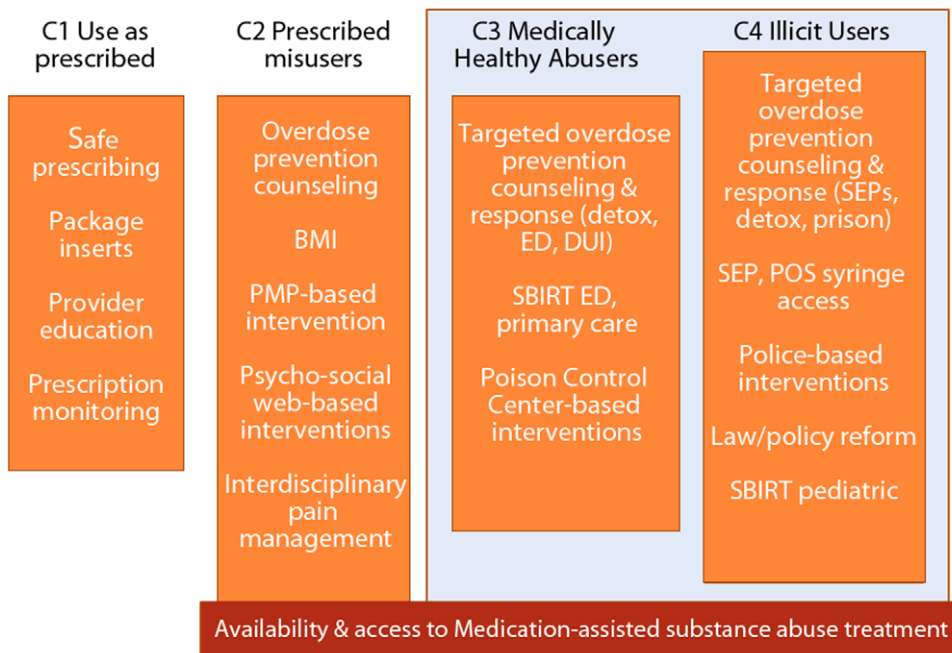 C1 Use as
prescribed
Safe
prescribing
Package
inserts
Provider
education
Prescription
monitoring
C2 Prescribed
misusers
Overdose
prevention
counseling
BMI
PMP-based
intervention
Psycho-social
web-based
interventions
Interdisciplinary
pain
management
C3 Medically
Healthy Abusers
Targeted overdose
prevention
counseling &
response (detox,
ED, DUI)
SBIRT ED,
primary care
Poison Control
Center-based
interventions
C4 Illicit Users
Targeted
overdose
prevention
counseling &
response (SEPs,
detox, prison)
SEP, POS syringe
access
Police-based
interventions
Law/policy reform
SBIRT pediatric
Availability & access to Medication-assisted substance abuse treatment